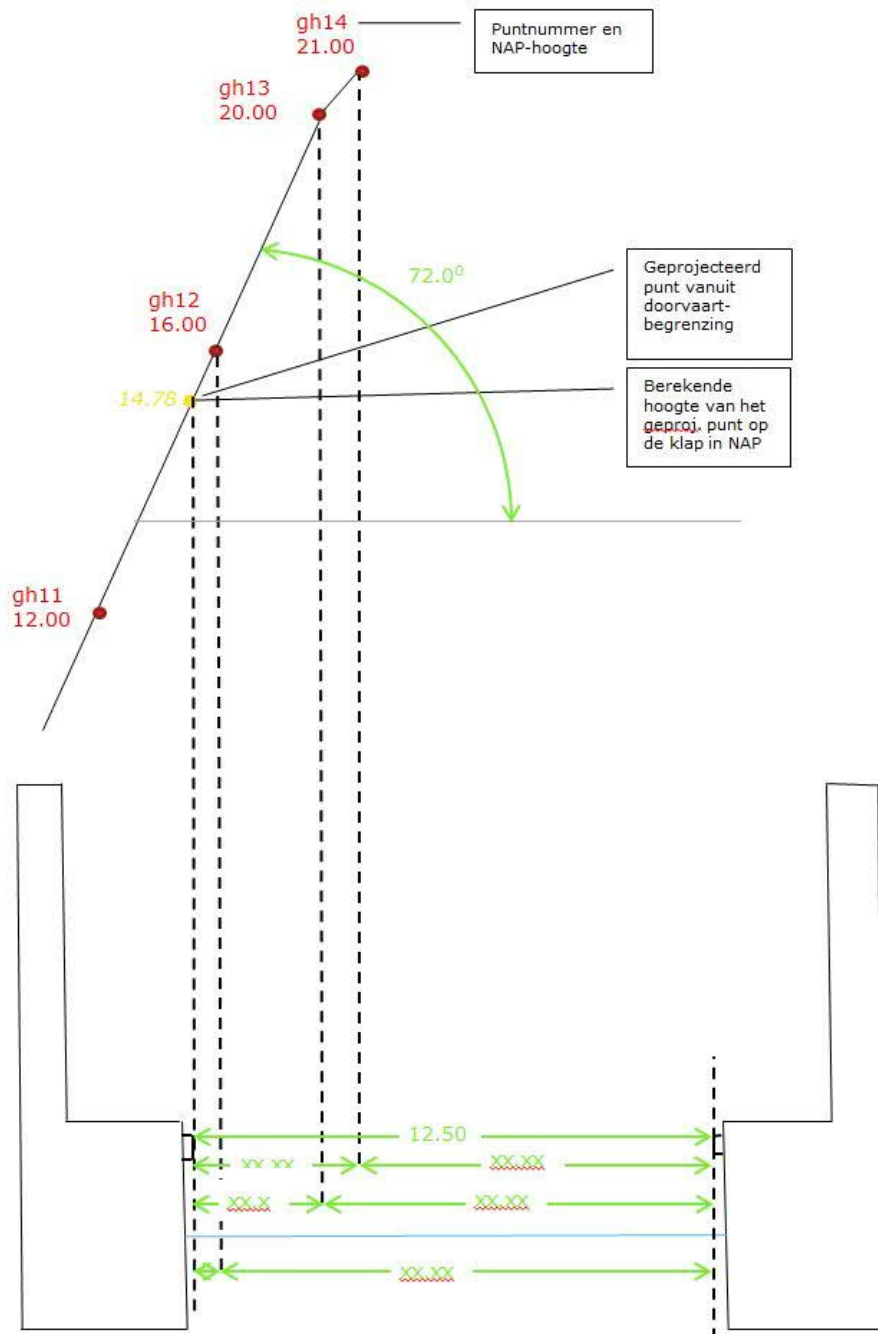 gh14
21.00
Puntnummer en
NAP-hoogte
gh13
20.00
72.0⁰
Geprojecteerd
punt vanuit
doorvaart-
begrenzing
gh12
16.00
14.78
Berekende
hoogte van het
geproj. punt op
de klap in NAP
gh11
12.00
12.50
XX.XX
XX.XX
XX.X
XX.XX
XX.XX